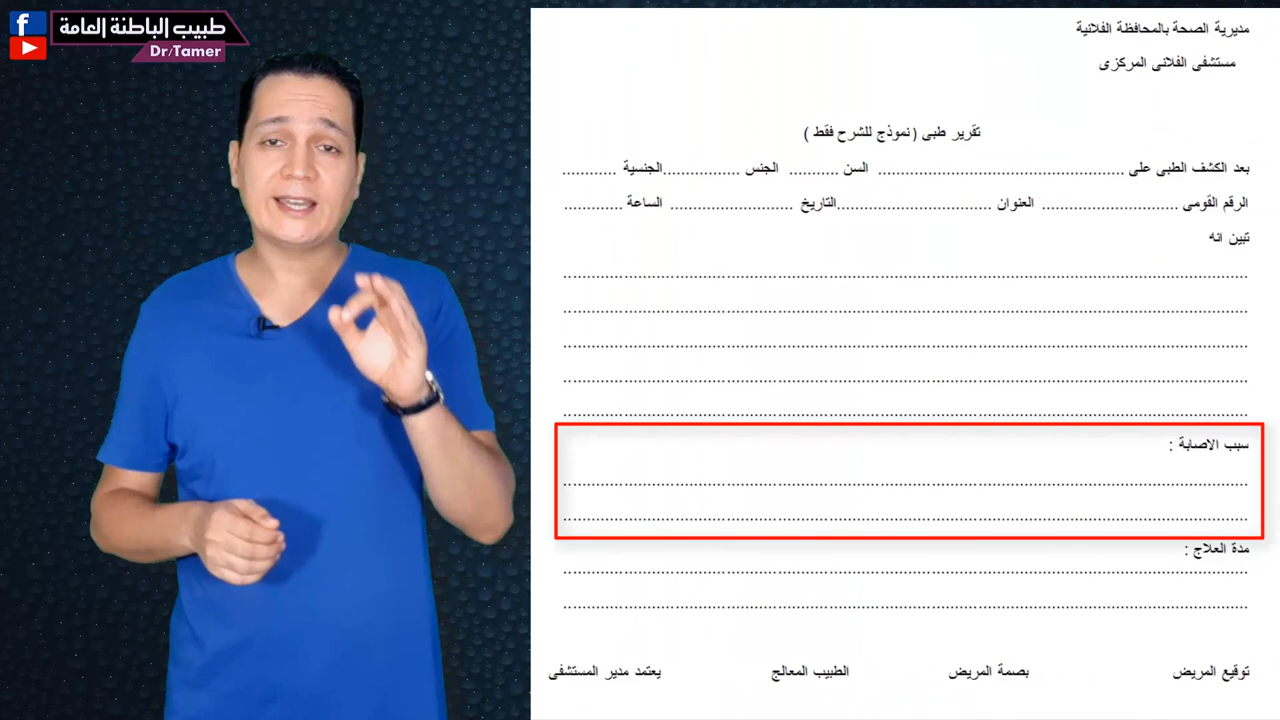 طبيب الباطنة العامة
Dr/Tamer
مديرية الصحة بالمحافظة الفلانية
مستشفى الفلانى المركزى
تقرير طبى ( نموذج للشرح فقط )
بعد الكشف الطبى على ............................................................ السن ........... الجنس .................الجنسية ............
الرقم القومى ............................... العنوان ...................................التاريخ ............................ الساعة .............
تبين انه
سبب الاصابة :
مدة العلاج :
توقيع المريض بصمة المريض الطبيب المعالج يعتمد مدير المستشفى